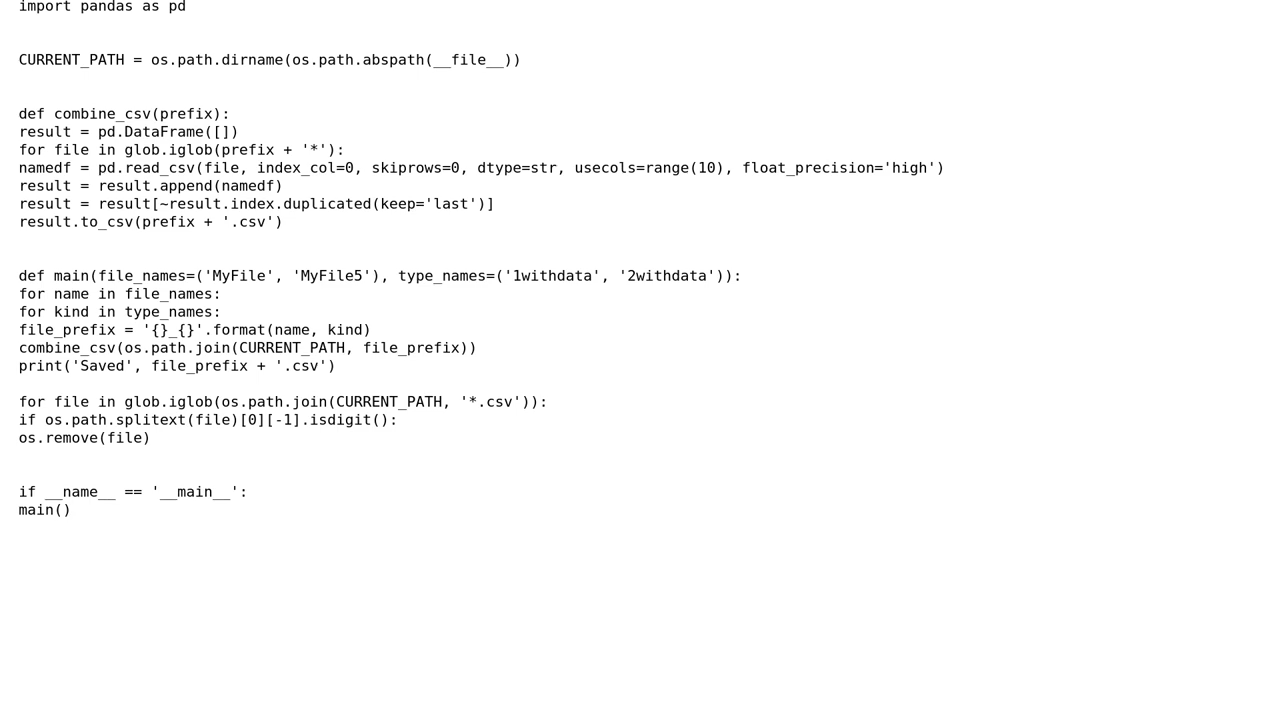 import pandas as pd
CURRENT_PATH = os.path.dirname(os.path.abspath(__file__))
def combine_csv(prefix):
result = pd.DataFrame([])
for file in glob.iglob(prefix + '*'):
namedf = pd.read_csv(file, index_col=0, skiprows=0, dtype=str, usecols=range(10), float_precision='high')
result = result.append(namedf)
result = result[~result.index.duplicated(keep='last')]
result.to_csv(prefix + '.csv')
def main(file_names=('MyFile', 'MyFile5'), type_names=('1withdata', '2withdata')):
for name in file_names:
for kind in type_names:
file_prefix = '{}_{}'.format(name, kind)
combine_csv(os.path.join(CURRENT_PATH, file_prefix))
print('Saved', file_prefix + '.csv')
for file in glob.iglob(os.path.join(CURRENT_PATH, '*.csv')):
if os.path.splitext(file)[0][-1].isdigit():
os.remove(file)
if __name__ == '__main__':
main()